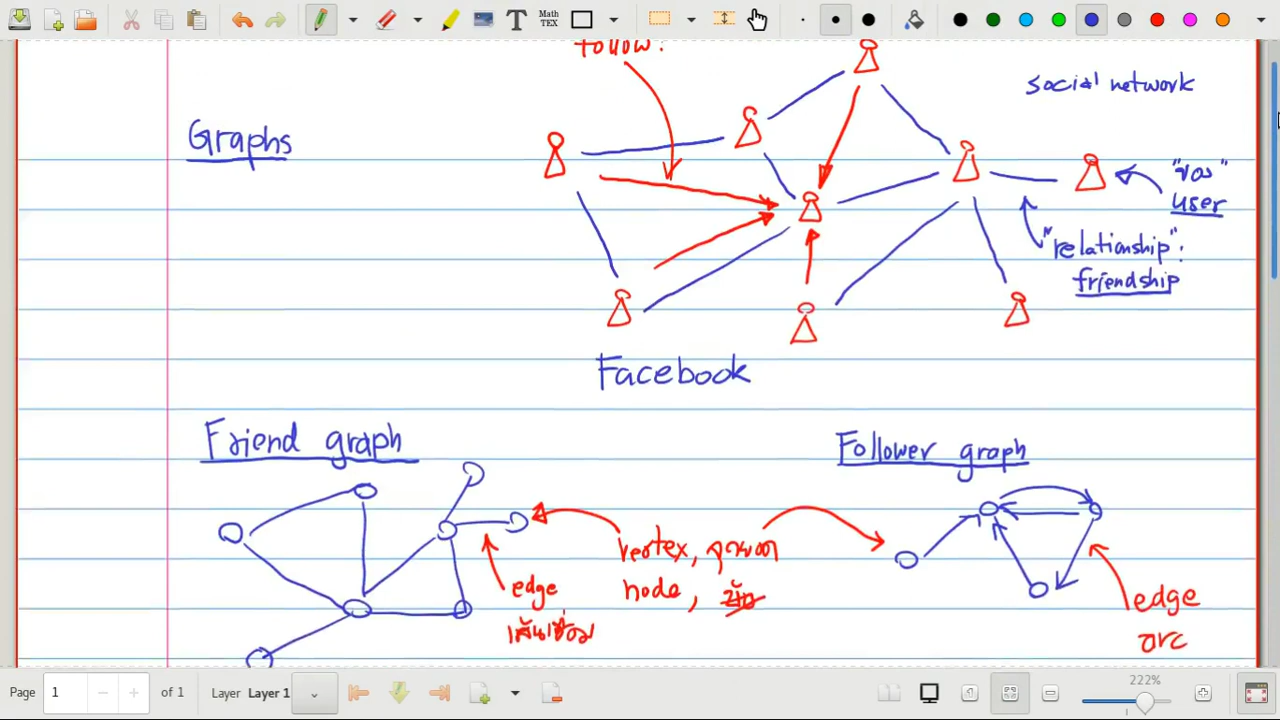 Math
TEX
follow?
social network
Graphs
"ของ"
user
"relationship":
friendship
Facebook
Friend graph
Follower graph
vertex, จุดยอด
node,
edge
เส้นเชื่อม
edge
arc
Page 1 of 1 Layer Layer 1
222%